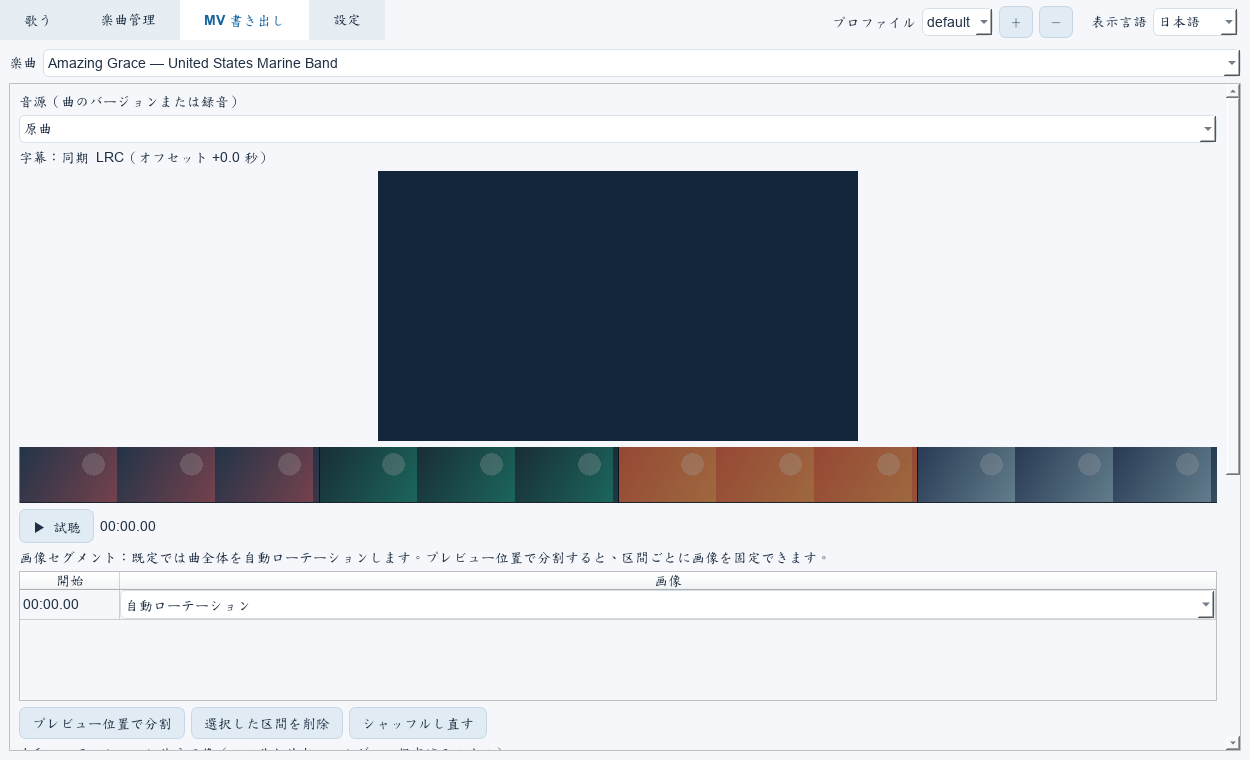 歌う 楽曲管理 MV 書き出し 設定 プロファイル default + − 表示言語 日本語
楽曲 Amazing Grace — United States Marine Band
音源（曲のバージョンまたは録音）
原曲
字幕：同期 LRC（オフセット +0.0 秒）
▶ 試聴 00:00.00
画像セグメント：既定では曲全体を自動ローテーションします。プレビュー位置で分割すると、区間ごとに画像を固定できます。
開始 画像
00:00.00 自動ローテーション
プレビュー位置で分割 選択した区間を削除 シャッフルし直す